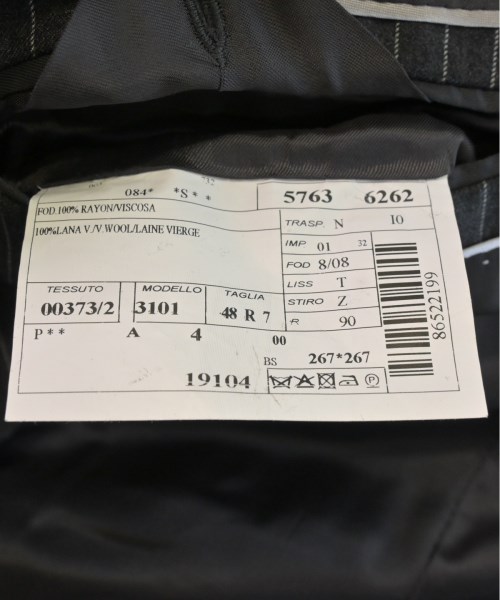 084* *S * *
5763 6262
FOD.100% RAYON/VISCOSA
100%LANA V./V WOOL/LAINE VIERGE
TRASP. N 10
IMP 01 32
FOD 8/08
LISS T
STIRO Z
R 90
86522199
TESSUTO MODELLO TAGLIA
00373/2 3101 48 R 7
P** A 4 00
BS 267*267
19104